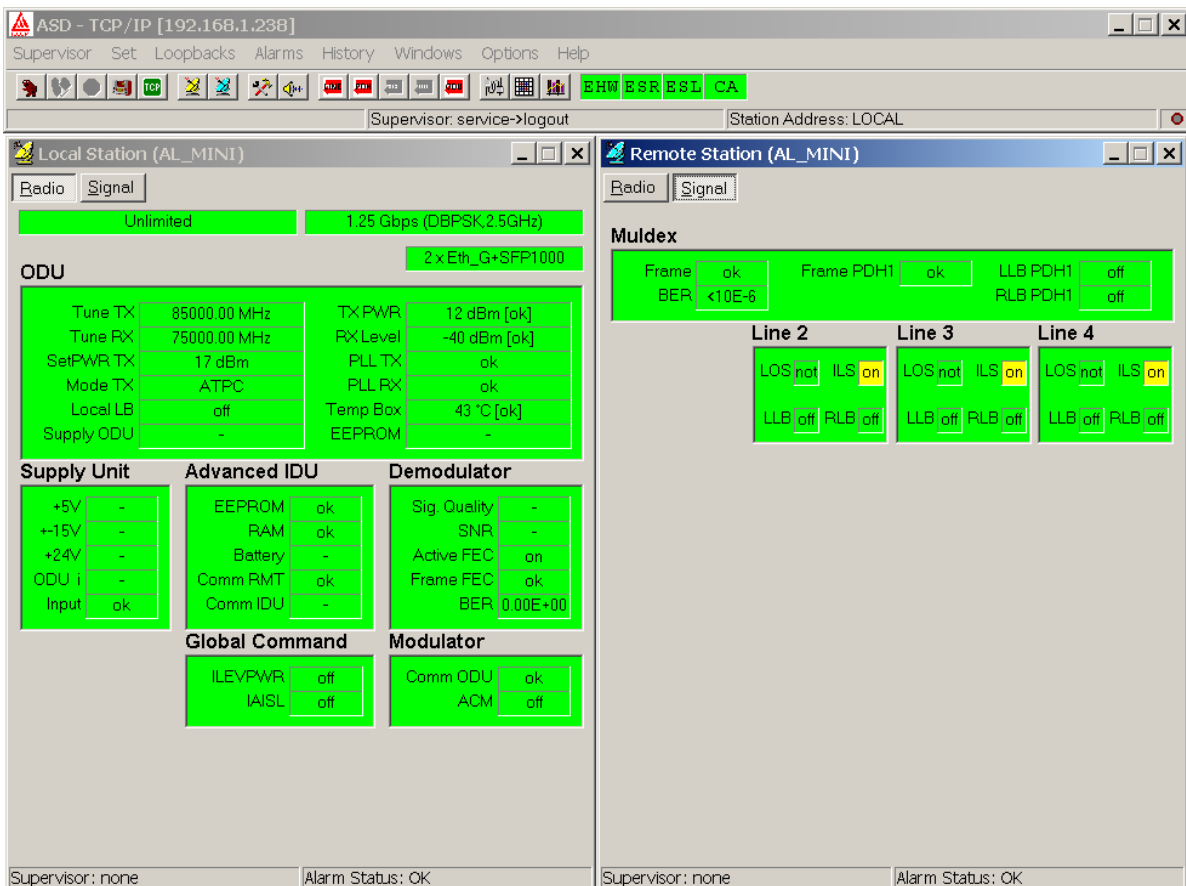 ASD - TCP/IP [192.168.1.238]
Supervisor Set Loopbacks Alarms History Windows Options Help
TCP EHW ESR ESL CA
Supervisor: service->logout Station Address: LOCAL
Local Station (AL_MINI)
Radio Signal
Unlimited 1.25 Gbps (DBPSK,2.5GHz)
2 x Eth_G+SFP1000
ODU
Tune TX 85000.00 MHz TX PWR 12 dBm [ok]
Tune RX 75000.00 MHz RX Level -40 dBm [ok]
SetPWR TX 17 dBm PLL TX ok
Mode TX ATPC PLL RX ok
Local LB off Temp Box 43 °C [ok]
Supply ODU - EEPROM -
Supply Unit Advanced IDU Demodulator
+5V - EEPROM ok Sig. Quality -
+-15V - RAM ok SNR -
+24V - Battery - Active FEC on
ODU i - Comm RMT ok Frame FEC ok
Input ok Comm IDU - BER 0.00E+00
Global Command Modulator
ILEVPWR off Comm ODU ok
IAISL off ACM off
Supervisor: none Alarm Status: OK
Remote Station (AL_MINI)
Radio Signal
Muldex
Frame ok Frame PDH1 ok LLB PDH1 off
BER <10E-6 RLB PDH1 off
Line 2 Line 3 Line 4
LOS not ILS on LOS not ILS on LOS not ILS on
LLB off RLB off LLB off RLB off LLB off RLB off
Supervisor: none Alarm Status: OK